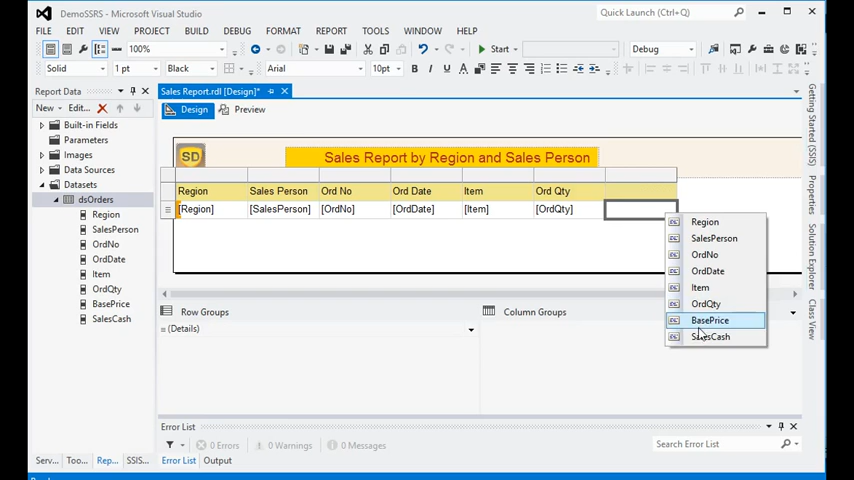 DemoSSRS - Microsoft Visual Studio
Quick Launch (Ctrl+Q)
FILE EDIT VIEW PROJECT BUILD DEBUG FORMAT REPORT TOOLS WINDOW HELP
100% Start Debug
Solid 1 pt Black Arial 10pt B I U A
Report Data
Sales Report.rdl [Design]*
New Edit...
Design Preview
Built-in Fields
Parameters
Images
Data Sources
Datasets
dsOrders
Region
SalesPerson
OrdNo
OrdDate
Item
OrdQty
BasePrice
SalesCash
SD Sales Report by Region and Sales Person
Region Sales Person Ord No Ord Date Item Ord Qty
[Region] [SalesPerson] [OrdNo] [OrdDate] [Item] [OrdQty]
Region
SalesPerson
OrdNo
OrdDate
Item
OrdQty
BasePrice
SalesCash
Row Groups Column Groups
(Details)
Error List
0 Errors 0 Warnings 0 Messages Search Error List
Serv... Too... Rep... SSIS... Error List Output
Getting Started (SSIS)
Properties
Solution Explorer
Class View